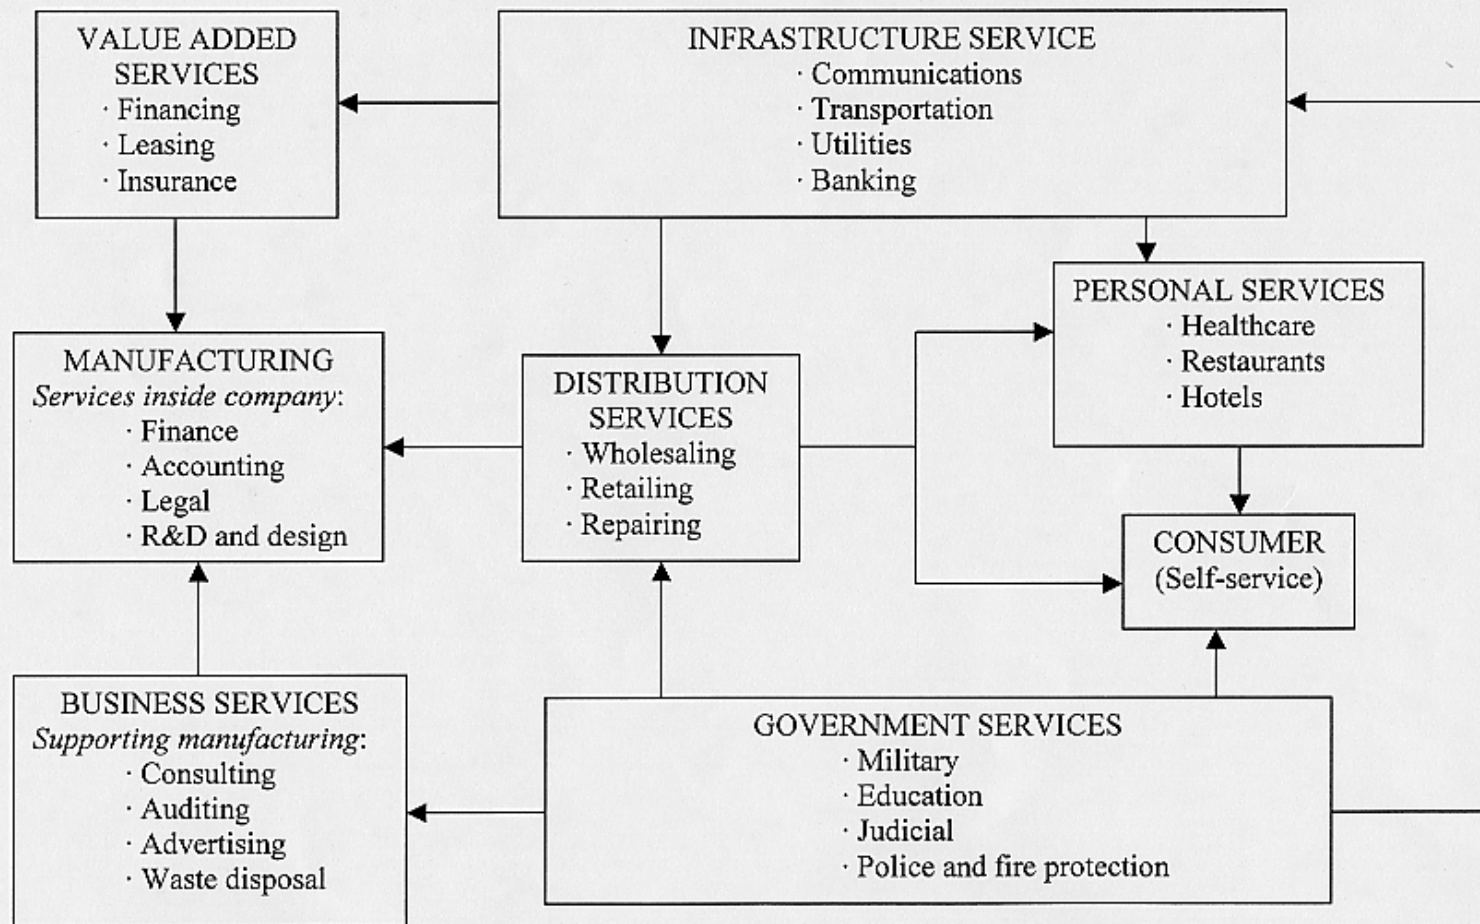 VALUE ADDED
SERVICES
· Financing
· Leasing
· Insurance
INFRASTRUCTURE SERVICE
· Communications
· Transportation
· Utilities
· Banking
PERSONAL SERVICES
· Healthcare
· Restaurants
· Hotels
MANUFACTURING
Services inside company:
· Finance
· Accounting
· Legal
· R&D and design
DISTRIBUTION
SERVICES
· Wholesaling
· Retailing
· Repairing
CONSUMER
(Self-service)
BUSINESS SERVICES
Supporting manufacturing:
· Consulting
· Auditing
· Advertising
· Waste disposal
GOVERNMENT SERVICES
· Military
· Education
· Judicial
· Police and fire protection